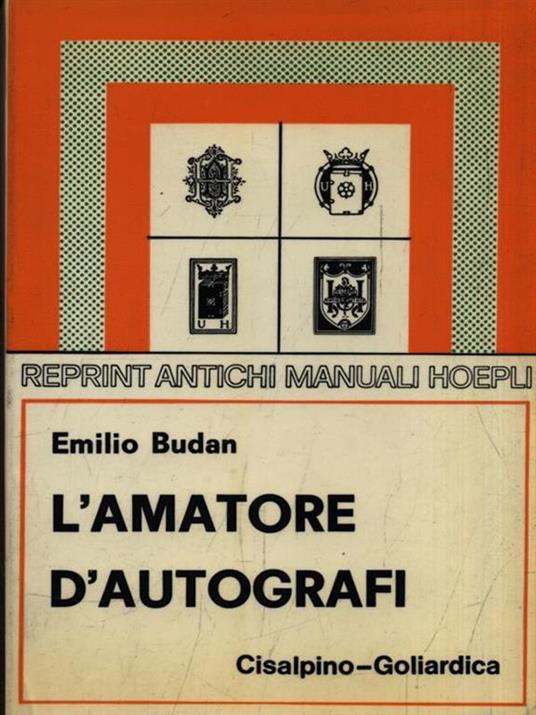 U H
U H
REPRINT ANTICHI MANUALI HOEPLI
Emilio Budan
L'AMATORE
D'AUTOGRAFI
Cisalpino–Goliardica